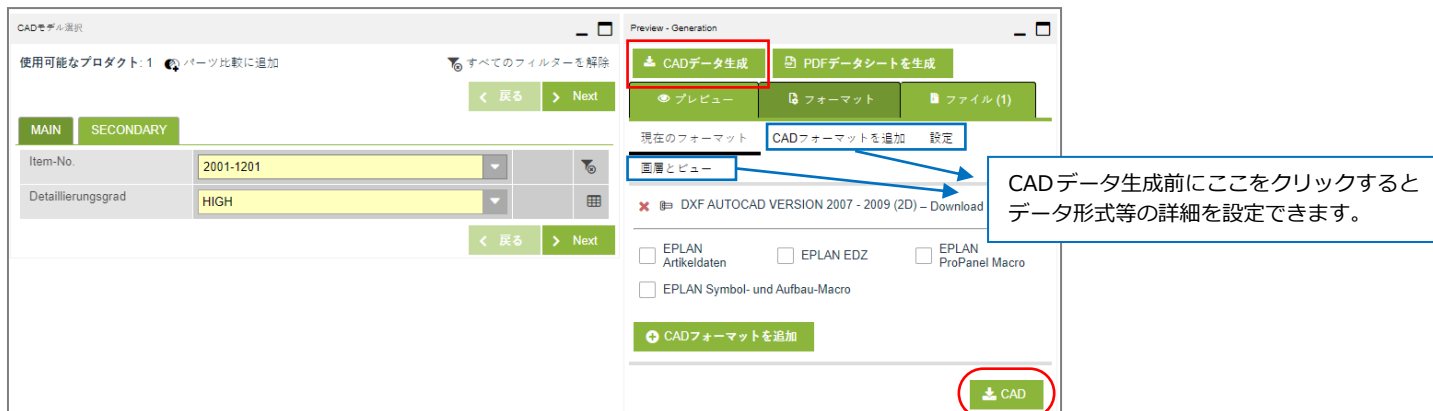 CADモデル選択
使用可能なプロダクト: 1 パーツ比較に追加
すべてのフィルターを解除
戻る Next
MAIN SECONDARY
Item-No. 2001-1201
Detaillierungsgrad HIGH
戻る Next
Preview - Generation
CADデータ生成 PDFデータシートを生成
プレビュー フォーマット ファイル (1)
現在のフォーマット CADフォーマットを追加 設定
画層とビュー
DXF AUTOCAD VERSION 2007 - 2009 (2D) – Download
EPLAN
Artikeldaten
EPLAN EDZ
EPLAN
ProPanel Macro
EPLAN Symbol- und Aufbau-Macro
CADフォーマットを追加
CAD
CADデータ生成前にここをクリックすると
データ形式等の詳細を設定できます。